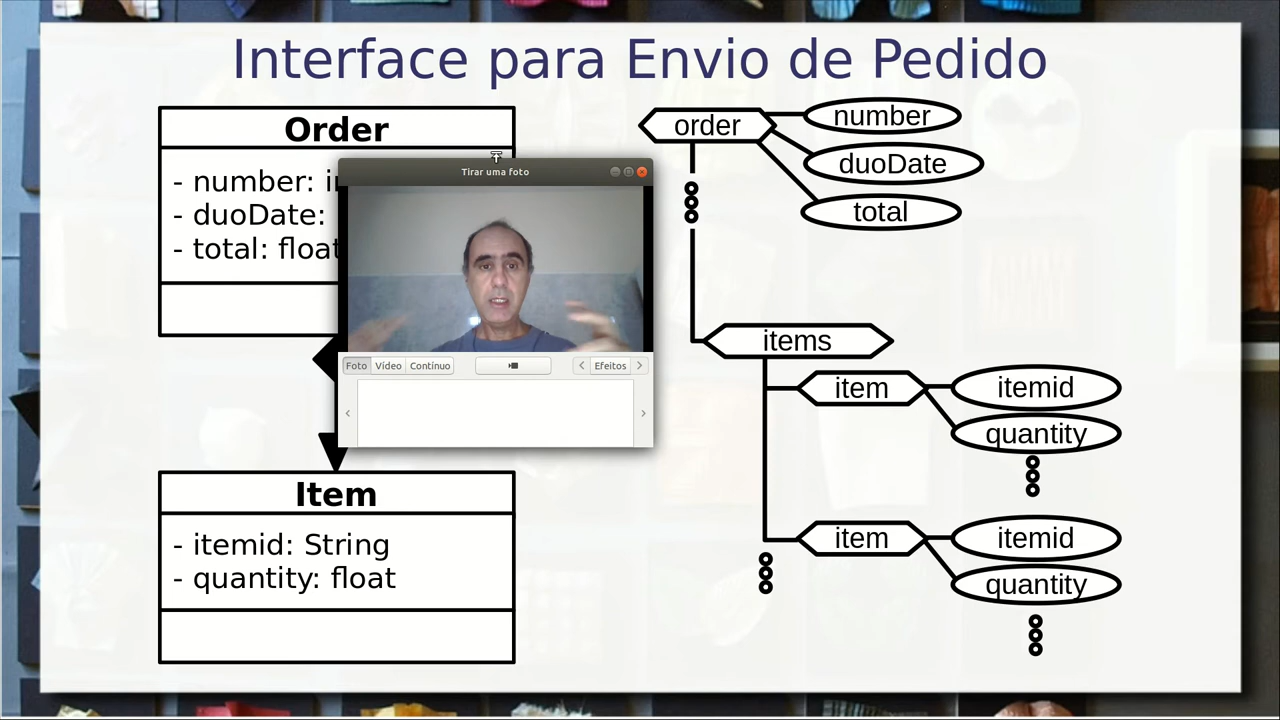 Interface para Envio de Pedido
Order
- number: in
- duoDate:
- total: float
Tirar uma foto
Foto
Vídeo
Contínuo
Efeitos
Item
- itemid: String
- quantity: float
order
number
duoDate
total
items
item
itemid
quantity
item
itemid
quantity